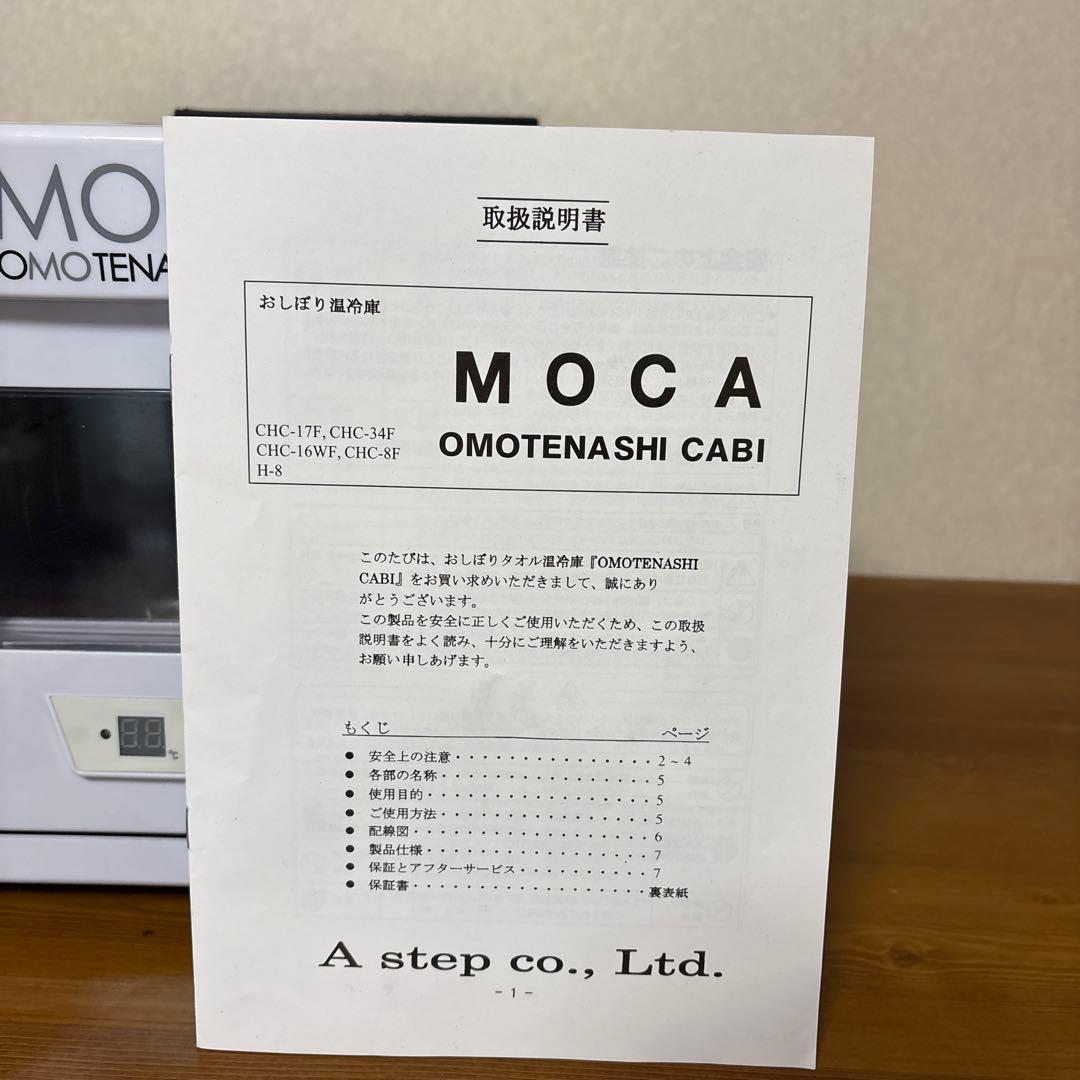 MO
OMOTENA
取扱説明書
おしぼり温冷庫
MOCA
CHC-17F, CHC-34F
CHC-16WF, CHC-8F
H-8
OMOTENASHI CABI
このたびは、おしぼりタオル温冷庫『OMOTENASHI
CABI』をお買い求めいただきまして、誠にあり
がとうございます。
この製品を安全に正しくご使用いただくため、この取扱
説明書をよく読み、十分にご理解をいただきますよう、
お願い申しあげます。
もくじ ページ
● 安全上の注意・・・・・・・・・・・・・・・2～4
● 各部の名称・・・・・・・・・・・・・・・・5
● 使用目的・・・・・・・・・・・・・・・・・5
● ご使用方法・・・・・・・・・・・・・・・・5
● 配線図・・・・・・・・・・・・・・・・・・6
● 製品仕様・・・・・・・・・・・・・・・・・7
● 保証とアフターサービス・・・・・・・・・・7
● 保証書・・・・・・・・・・・・・・・・・・裏表紙
A step co., Ltd.
- 1 -
℃